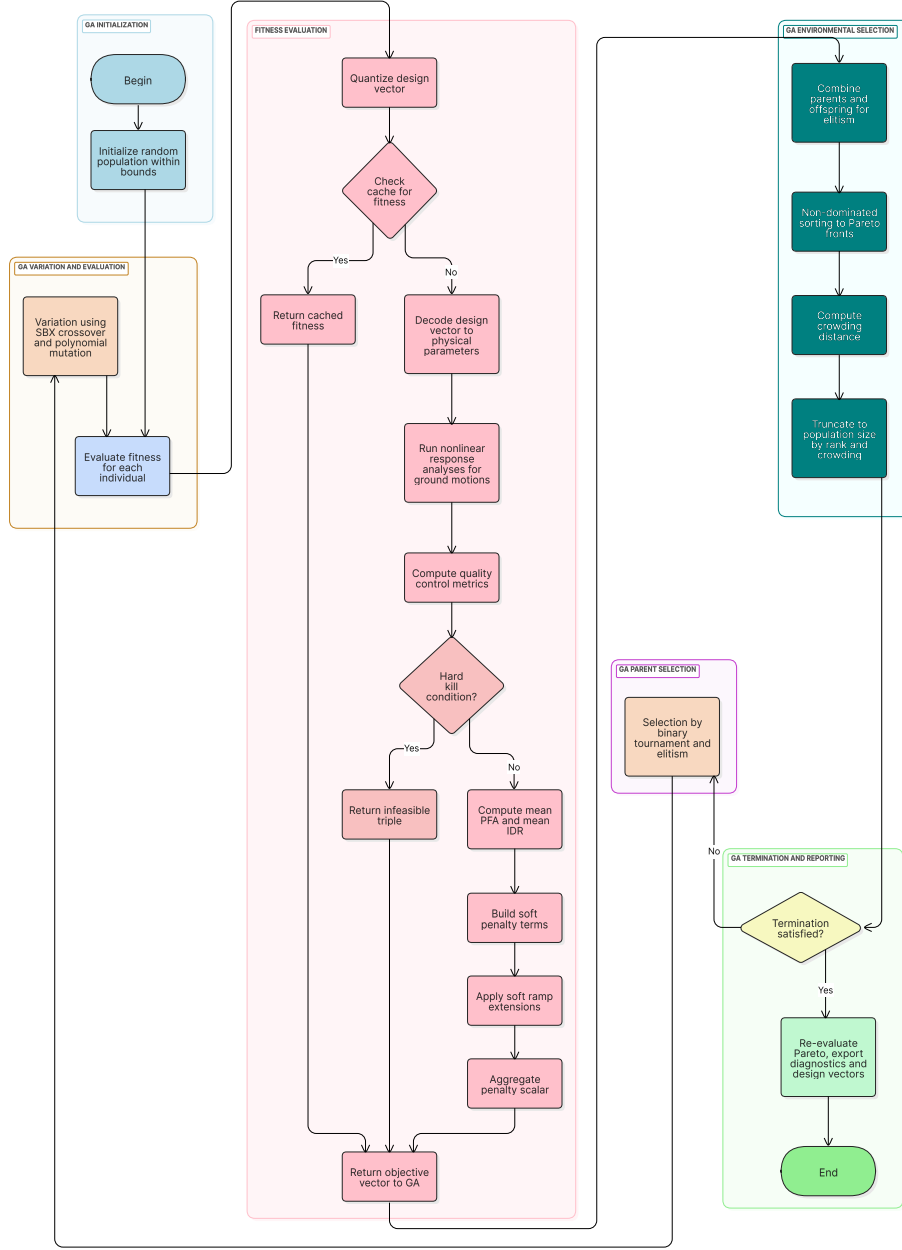 GA INITIALIZATION
Begin
Initialize random
population within
bounds
GA VARIATION AND EVALUATION
Variation using
SBX crossover
and polynomial
mutation
Evaluate fitness
for each
individual
FITNESS EVALUATION
Quantize design
vector
Check
cache for
fitness
Yes
No
Return cached
fitness
Decode design
vector to
physical
parameters
Run nonlinear
response
analyses for
ground motions
Compute quality
control metrics
Hard
kill
condition?
Yes
No
Return infeasible
triple
Compute mean
PFA and mean
IDR
Build soft
penalty terms
Apply soft ramp
extensions
Aggregate
penalty scalar
Return objective
vector to GA
GA ENVIRONMENTAL SELECTION
Combine
parents and
offspring for
elitism
Non-dominated
sorting to Pareto
fronts
Compute
crowding
distance
Truncate to
population size
by rank and
crowding
GA PARENT SELECTION
Selection by
binary
tournament and
elitism
No
GA TERMINATION AND REPORTING
Termination
satisfied?
Yes
Re-evaluate
Pareto, export
diagnostics and
design vectors
End